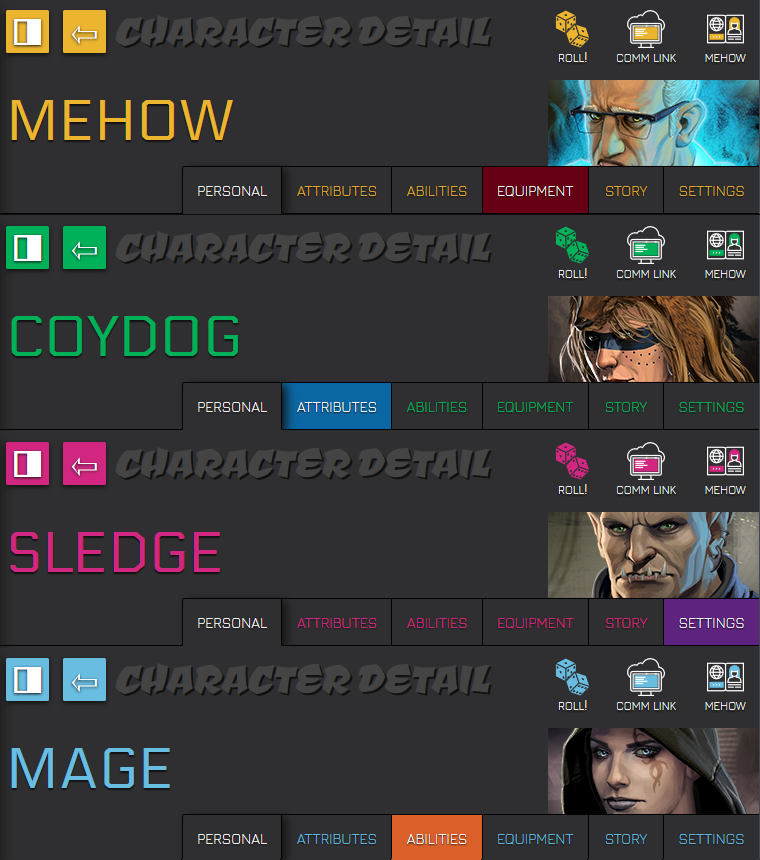 CHARACTER DETAIL
ROLL! COMM LINK MEHOW
MEHOW
PERSONAL ATTRIBUTES ABILITIES EQUIPMENT STORY SETTINGS
CHARACTER DETAIL
ROLL! COMM LINK MEHOW
COYDOG
PERSONAL ATTRIBUTES ABILITIES EQUIPMENT STORY SETTINGS
CHARACTER DETAIL
ROLL! COMM LINK MEHOW
SLEDGE
PERSONAL ATTRIBUTES ABILITIES EQUIPMENT STORY SETTINGS
CHARACTER DETAIL
ROLL! COMM LINK MEHOW
MAGE
PERSONAL ATTRIBUTES ABILITIES EQUIPMENT STORY SETTINGS